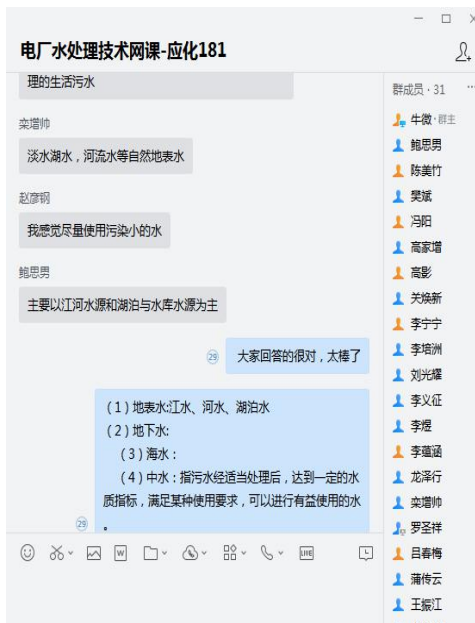 电厂水处理技术网课-应化181
理的生活污水
栾增帅
淡水湖水，河流水等自然地表水
赵彦钢
我感觉尽量使用污染小的水
鲍思男
主要以江河水源和湖泊与水库水源为主
29
大家回答的很对，太棒了
（1）地表水:江水、河水、湖泊水
（2）地下水:
（3）海水：
（4）中水：指污水经适当处理后，达到一定的水
质指标，满足某种使用要求，可以进行有益使用的水
。
29
W
LIVE
群成员·31
牛微·群主
鲍思男
陈美竹
樊斌
冯阳
高家增
高影
关焕新
李宁宁
李培洲
刘光耀
李义征
李煜
李蕴涵
龙泽行
栾增帅
罗圣祥
吕春梅
蒲传云
王振江